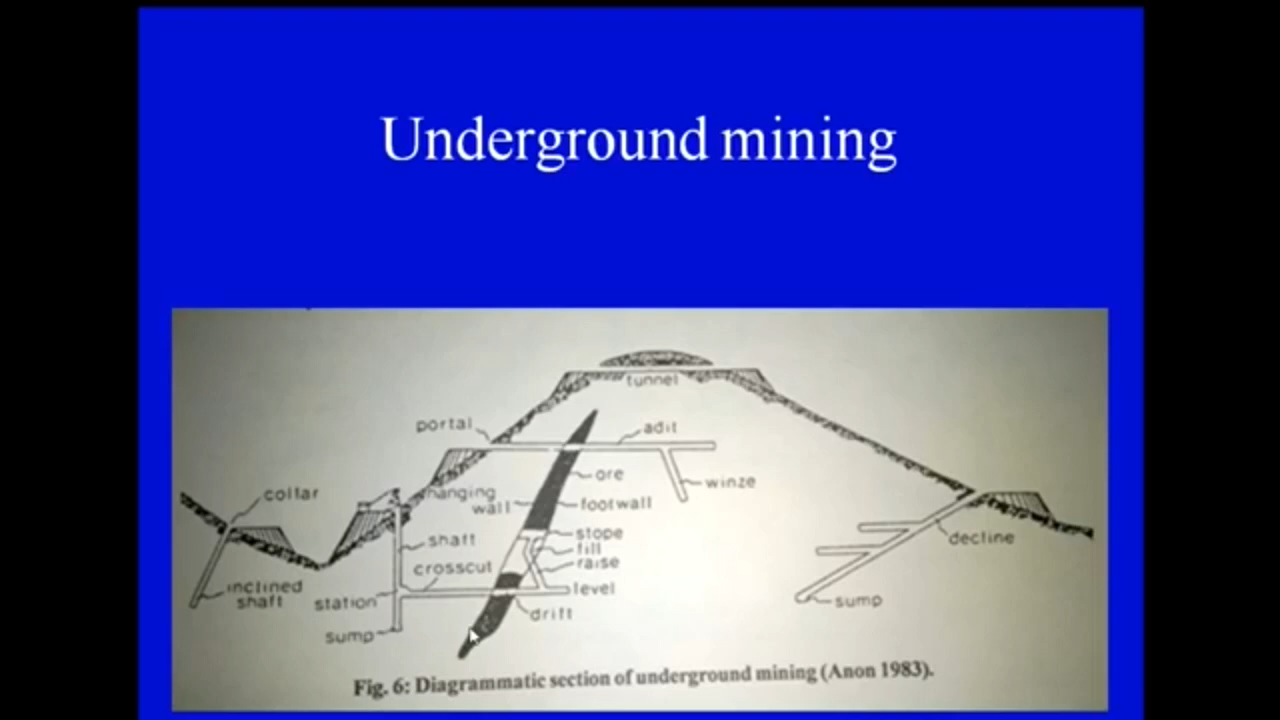 Underground mining
tunnel
portal
adit
ore
winze
collar
hanging
wall
footwall
stope
shaft
fill
decline
crosscut
raise
inclined
shaft
level
station
sump
drift
sump
Fig. 6: Diagrammatic section of underground mining (Anon 1983).